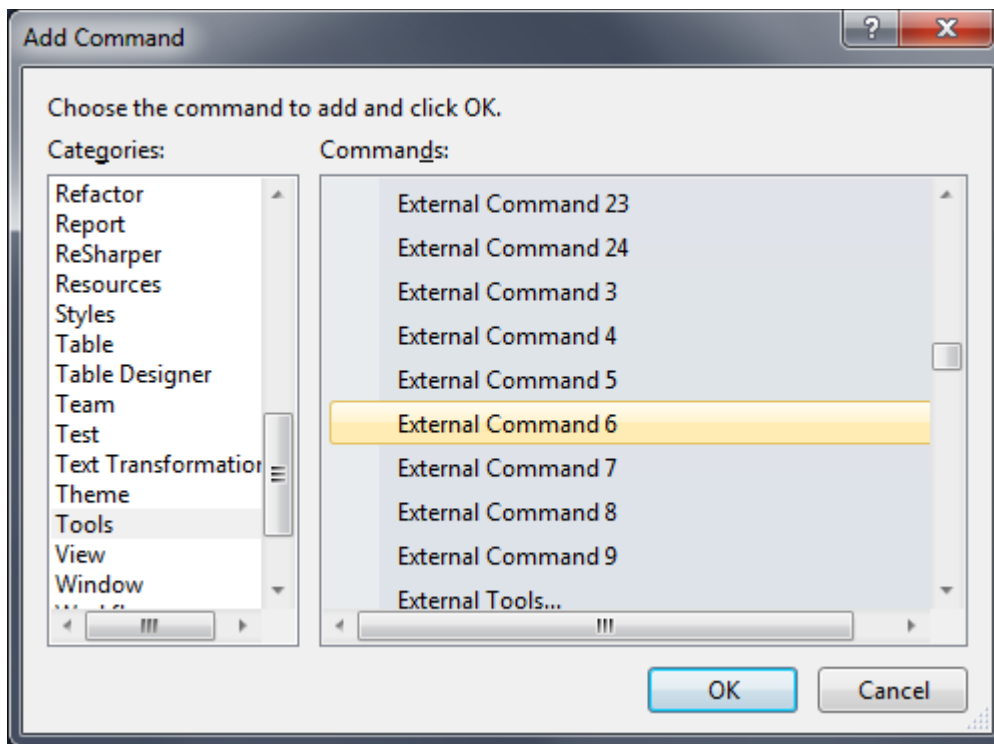 Add Command
Choose the command to add and click OK.
Categories:
Commands:
Refactor
Report
ReSharper
Resources
Styles
Table
Table Designer
Team
Test
Text Transformation
Theme
Tools
View
Window
External Command 23
External Command 24
External Command 3
External Command 4
External Command 5
External Command 6
External Command 7
External Command 8
External Command 9
External Tools...
OK
Cancel